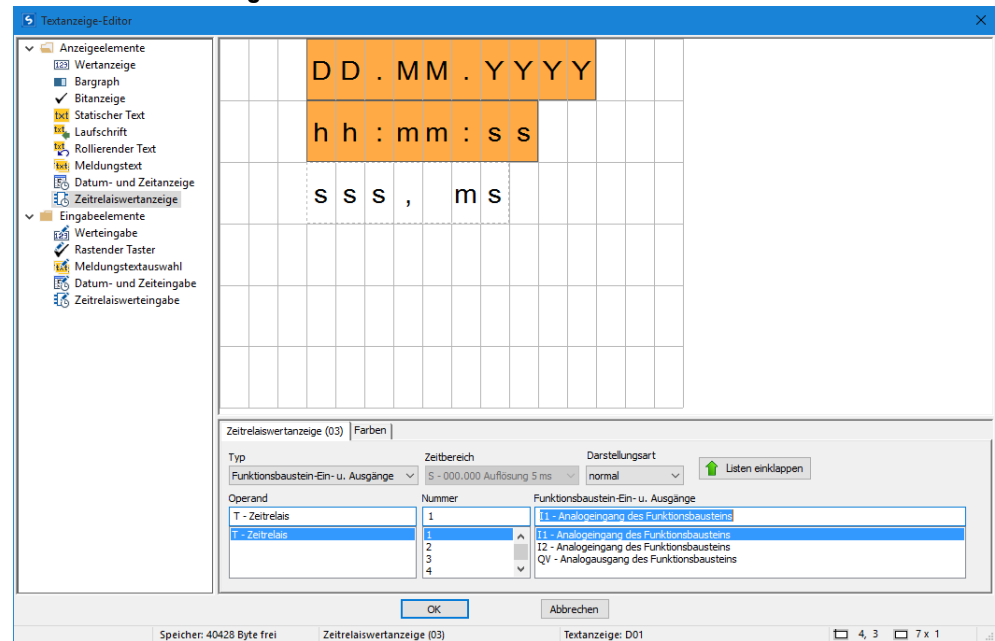 Textanzeige-Editor
Anzeigeelemente
Wertanzeige
Bargraph
Bitanzeige
Statischer Text
Laufschrift
Rollierender Text
Meldungstext
Datum- und Zeitanzeige
Zeitrelaiswertanzeige
Eingabeelemente
Werteingabe
Rastender Taster
Meldungstextauswahl
Datum- und Zeiteingabe
Zeitrelaiswerteingabe
DD.MM.YYYY
hh:mm:ss
sss, ms
Zeitrelaiswertanzeige (03) Farben
Typ Zeitbereich Darstellungsart
Funktionsbaustein-Ein- u. Ausgänge S - 000.000 Auflösung 5 ms normal Listen einklappen
Operand Nummer Funktionsbaustein-Ein- u. Ausgänge
T - Zeitrelais 1 I1 - Analogeingang des Funktionsbausteins
T - Zeitrelais 1 I1 - Analogeingang des Funktionsbausteins
2 I2 - Analogeingang des Funktionsbausteins
3 QV - Analogausgang des Funktionsbausteins
4
OK Abbrechen
Speicher: 40428 Byte frei Zeitrelaiswertanzeige (03) Textanzeige: D01 4, 3 7 x 1